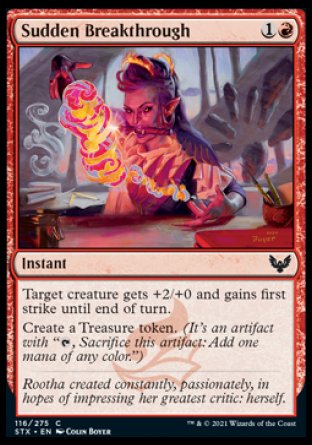 Sudden Breakthrough 1
Instant
Target creature gets +2/+0 and gains first
strike until end of turn.
Create a Treasure token. (It's an artifact
with “, Sacrifice this artifact: Add one
mana of any color.”)
Rootha created constantly, passionately, in
hopes of impressing her greatest critic: herself.
116/275 C
STX • EN COLIN BOYER
™ & © 2021 Wizards of the Coast